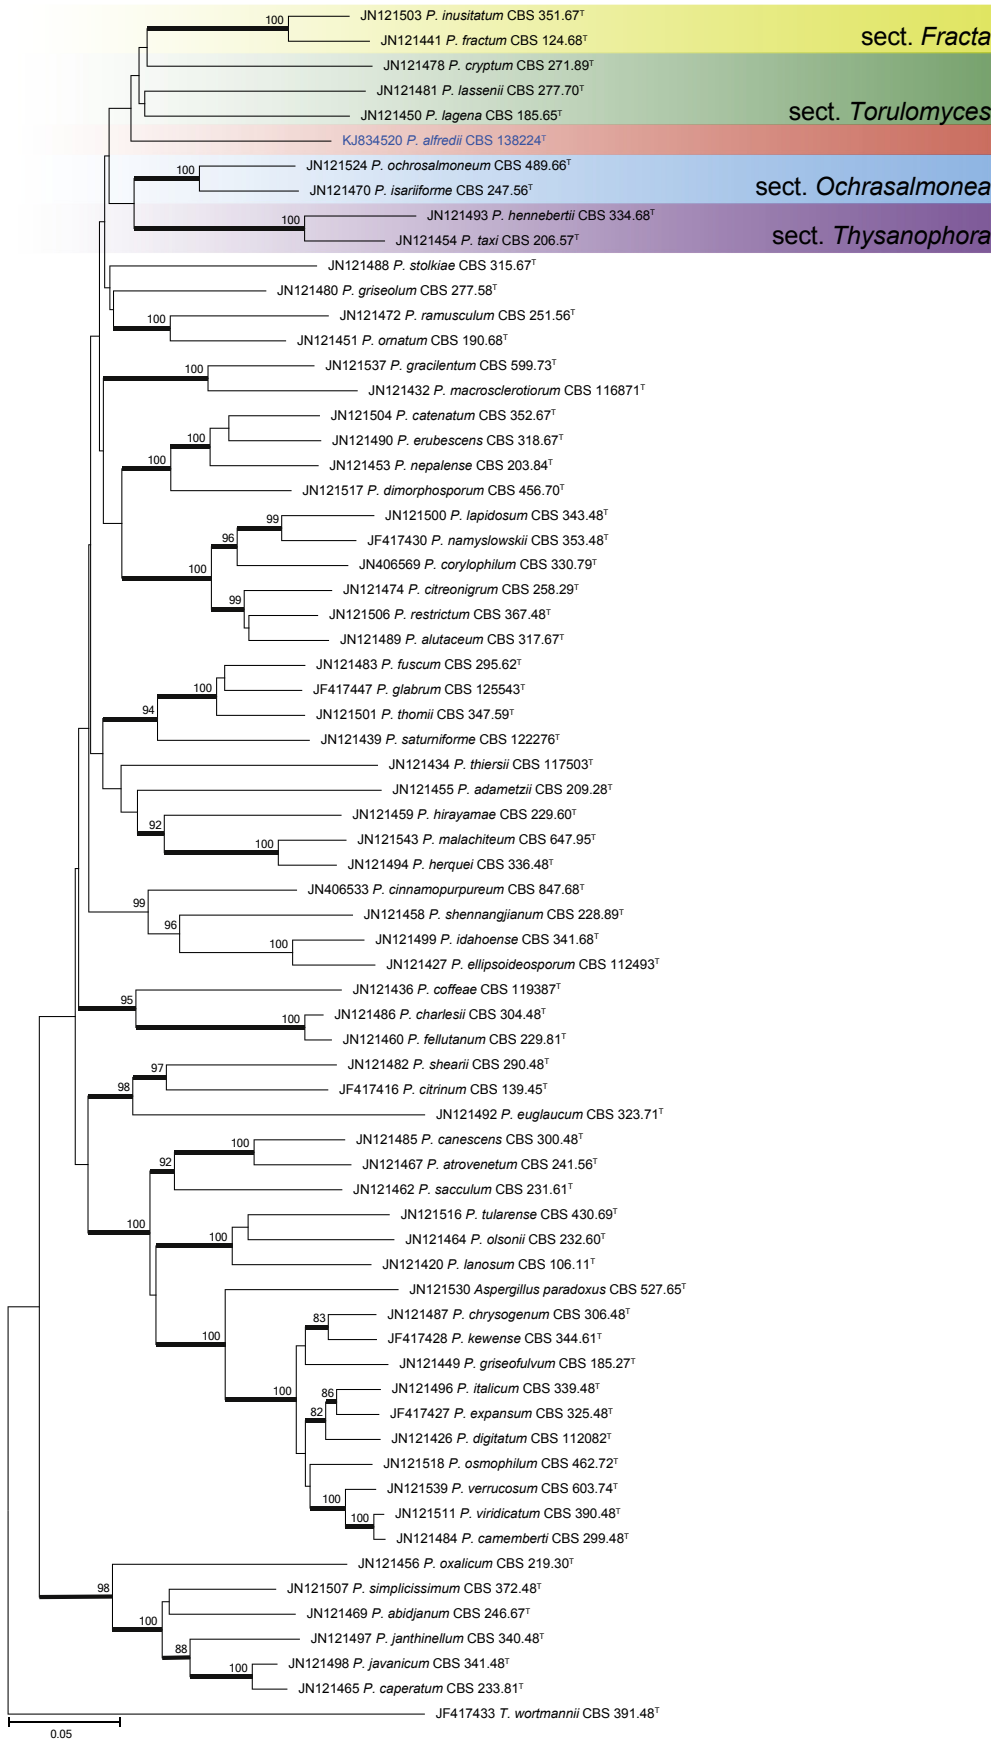 100
JN121503 P. inusitatum CBS 351.67T
JN121441 P. fractum CBS 124.68T
sect. Fracta
JN121478 P. cryptum CBS 271.89T
JN121481 P. lassenii CBS 277.70T
JN121450 P. lagena CBS 185.65T
sect. Torulomyces
KJ834520 P. alfredii CBS 138224T
100
JN121524 P. ochrosalmoneum CBS 489.66T
JN121470 P. isariiforme CBS 247.56T
sect. Ochrasalmonea
100
JN121493 P. hennebertii CBS 334.68T
JN121454 P. taxi CBS 206.57T
sect. Thysanophora
JN121488 P. stolkiae CBS 315.67T
JN121480 P. griseolum CBS 277.58T
100
JN121472 P. ramusculum CBS 251.56T
JN121451 P. ornatum CBS 190.68T
100
JN121537 P. gracilentum CBS 599.73T
JN121432 P. macrosclerotiorum CBS 116871T
100
100
JN121504 P. catenatum CBS 352.67T
JN121490 P. erubescens CBS 318.67T
JN121453 P. nepalense CBS 203.84T
JN121517 P. dimorphosporum CBS 456.70T
100
96
99
JN121500 P. lapidosum CBS 343.48T
JF417430 P. namyslowskii CBS 353.48T
JN406569 P. corylophilum CBS 330.79T
99
JN121474 P. citreonigrum CBS 258.29T
JN121506 P. restrictum CBS 367.48T
JN121489 P. alutaceum CBS 317.67T
94
100
JN121483 P. fuscum CBS 295.62T
JF417447 P. glabrum CBS 125543T
JN121501 P. thomii CBS 347.59T
JN121439 P. saturniforme CBS 122276T
JN121434 P. thiersii CBS 117503T
JN121455 P. adametzii CBS 209.28T
92
JN121459 P. hirayamae CBS 229.60T
100
JN121543 P. malachiteum CBS 647.95T
JN121494 P. herquei CBS 336.48T
99
JN406533 P. cinnamopurpureum CBS 847.68T
96
JN121458 P. shennangjianum CBS 228.89T
100
JN121499 P. idahoense CBS 341.68T
JN121427 P. ellipsoideosporum CBS 112493T
95
JN121436 P. coffeae CBS 119387T
100
JN121486 P. charlesii CBS 304.48T
JN121460 P. fellutanum CBS 229.81T
98
97
JN121482 P. shearii CBS 290.48T
JF417416 P. citrinum CBS 139.45T
JN121492 P. euglaucum CBS 323.71T
100
92
100
JN121485 P. canescens CBS 300.48T
JN121467 P. atrovenetum CBS 241.56T
JN121462 P. sacculum CBS 231.61T
100
JN121516 P. tularense CBS 430.69T
JN121464 P. olsonii CBS 232.60T
JN121420 P. lanosum CBS 106.11T
100
JN121530 Aspergillus paradoxus CBS 527.65T
100
83
JN121487 P. chrysogenum CBS 306.48T
JF417428 P. kewense CBS 344.61T
JN121449 P. griseofulvum CBS 185.27T
82
86
JN121496 P. italicum CBS 339.48T
JF417427 P. expansum CBS 325.48T
JN121426 P. digitatum CBS 112082T
JN121518 P. osmophilum CBS 462.72T
100
JN121539 P. verrucosum CBS 603.74T
100
JN121511 P. viridicatum CBS 390.48T
JN121484 P. camemberti CBS 299.48T
98
JN121456 P. oxalicum CBS 219.30T
100
JN121507 P. simplicissimum CBS 372.48T
JN121469 P. abidjanum CBS 246.67T
88
JN121497 P. janthinellum CBS 340.48T
100
JN121498 P. javanicum CBS 341.48T
JN121465 P. caperatum CBS 233.81T
JF417433 T. wortmannii CBS 391.48T
0.05